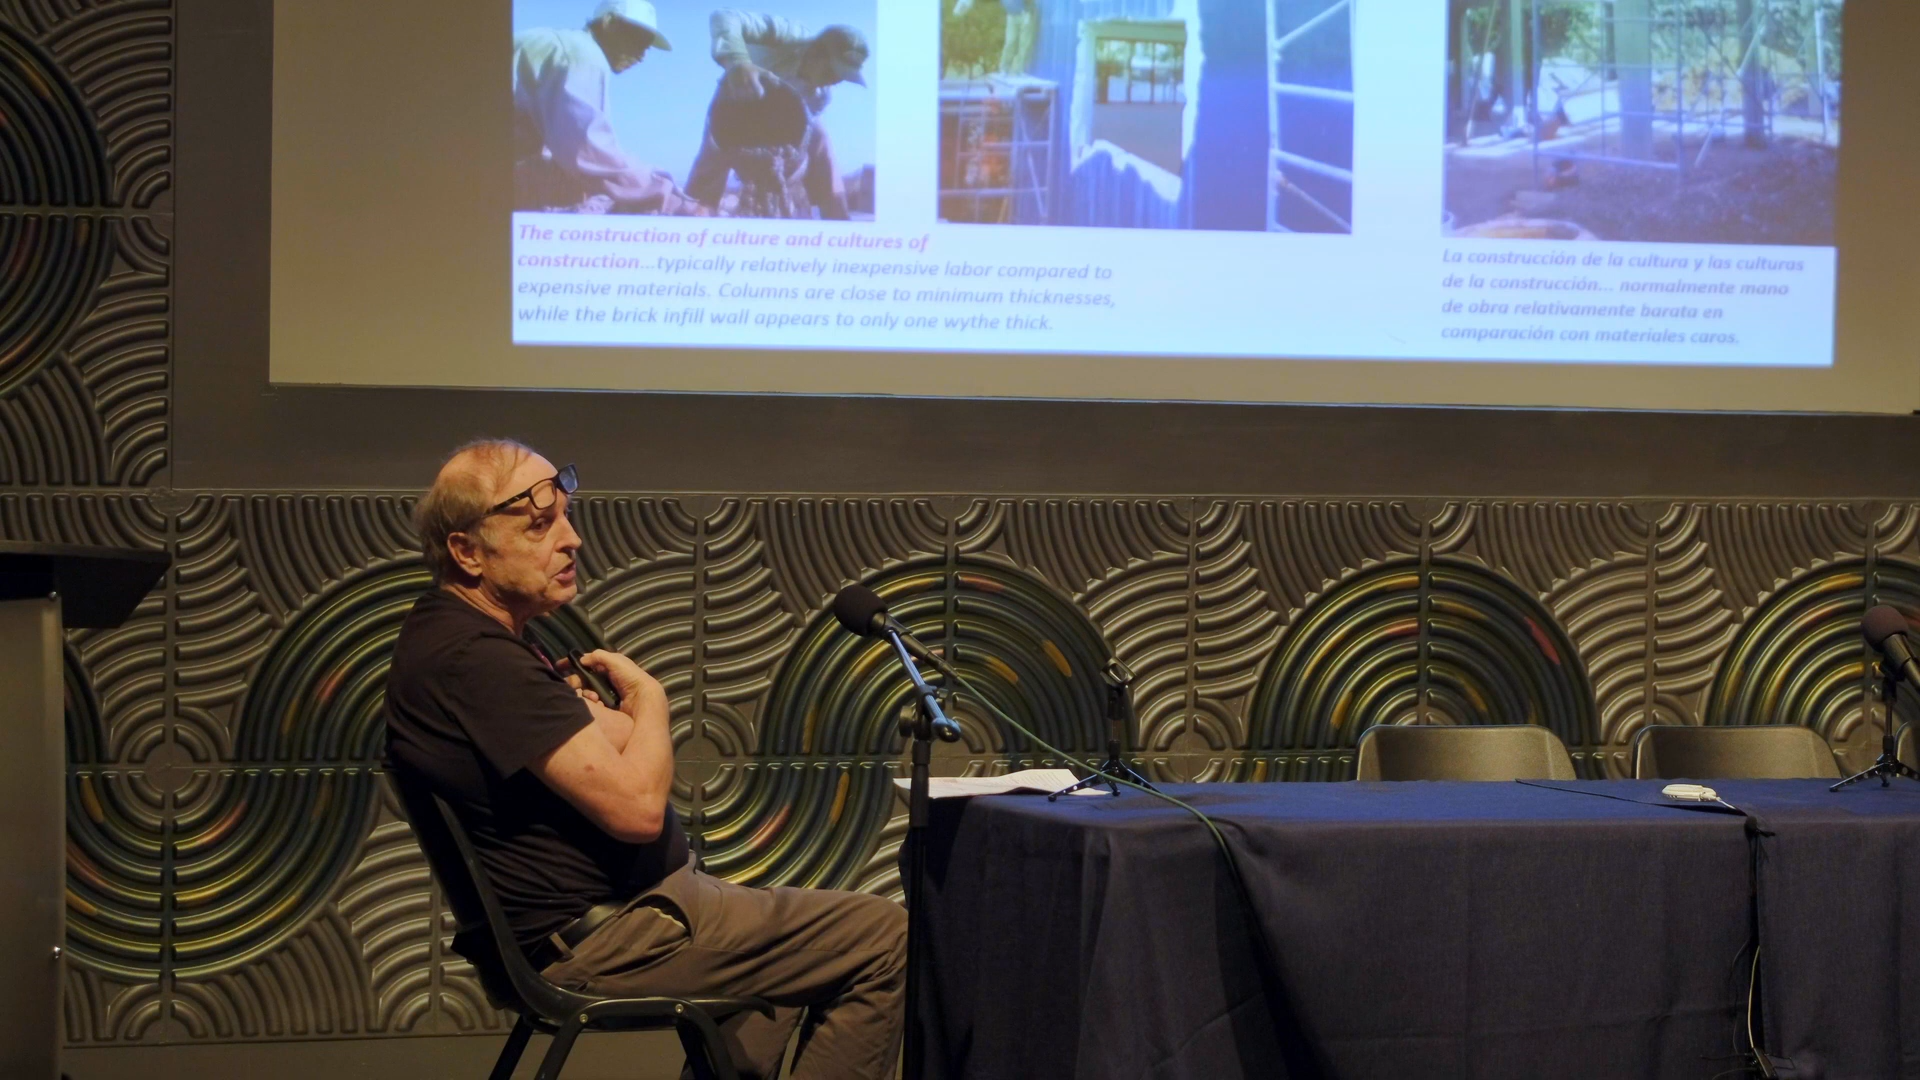 The construction of culture and cultures of
construction...typically relatively inexpensive labor compared to
expensive materials. Columns are close to minimum thicknesses,
while the brick infill wall appears to only one wythe thick.
La construcción de la cultura y las culturas
de la construcción... normalmente mano
de obra relativamente barata en
comparación con materiales caros.